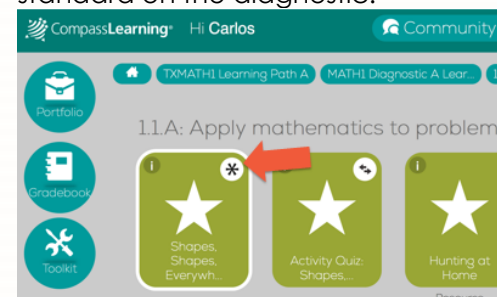 standard on the diagnostic.
CompassLearning® Hi Carlos Community
TXMATH1 Learning Path A MATH1 Diagnostic A Lear...
Portfolio
1.1.A: Apply mathematics to problem
Gradebook
Shapes,
Shapes,
Everywh...
Activity Quiz:
Shapes,...
Hunting at
Home
Toolkit